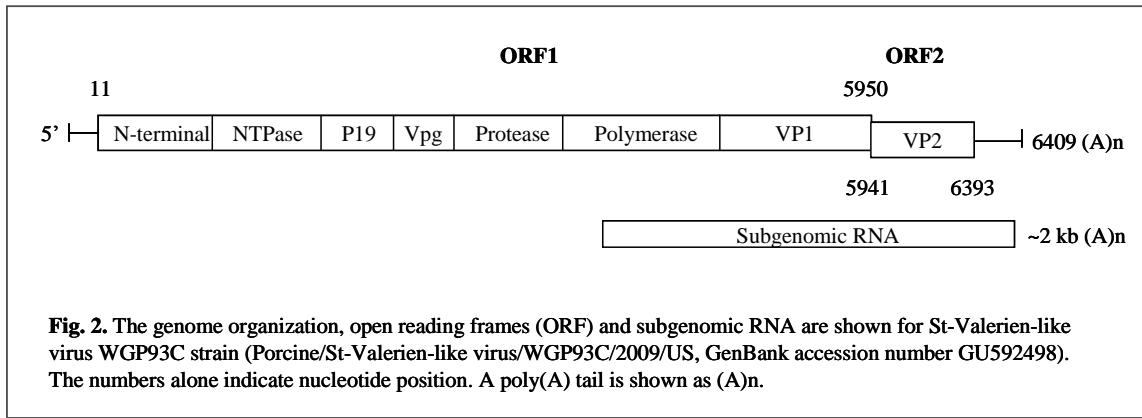 ORF1 ORF2
11 5950
5’ N-terminal NTPase P19 Vpg Protease Polymerase VP1 VP2 6409 (A)n
5941 6393
Subgenomic RNA ~2 kb (A)n
Fig. 2. The genome organization, open reading frames (ORF) and subgenomic RNA are shown for St-Valerien-like
virus WGP93C strain (Porcine/St-Valerien-like virus/WGP93C/2009/US, GenBank accession number GU592498).
The numbers alone indicate nucleotide position. A poly(A) tail is shown as (A)n.